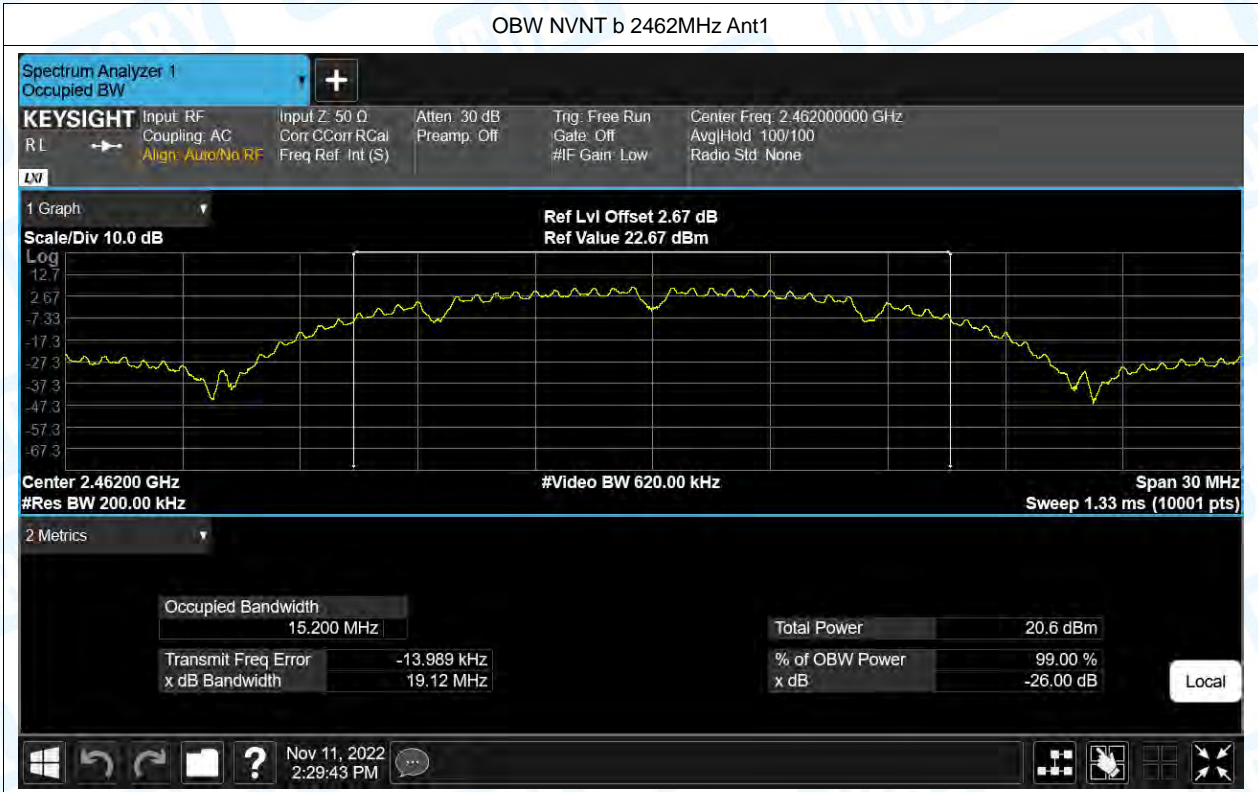 OBW NVNT b 2462MHz Ant1
Spectrum Analyzer 1
Occupied BW
KEYSIGHT
R L
LXI
Input: RF
Coupling: AC
Align: Auto/No RF
Input Z: 50 Ω
Corr CCorr RCal
Freq Ref: Int (S)
Atten: 30 dB
Preamp: Off
Trig: Free Run
Gate: Off
#IF Gain: Low
Center Freq: 2.462000000 GHz
Avg|Hold: 100/100
Radio Std: None
1 Graph
Scale/Div 10.0 dB
Ref Lvl Offset 2.67 dB
Ref Value 22.67 dBm
Log
12.7
2.67
-7.33
-17.3
-27.3
-37.3
-47.3
-57.3
-67.3
Center 2.46200 GHz
#Res BW 200.00 kHz
#Video BW 620.00 kHz
Span 30 MHz
Sweep 1.33 ms (10001 pts)
2 Metrics
Occupied Bandwidth
15.200 MHz
Transmit Freq Error -13.989 kHz
x dB Bandwidth 19.12 MHz
Total Power 20.6 dBm
% of OBW Power 99.00 %
x dB -26.00 dB
Local
?
Nov 11, 2022
2:29:43 PM